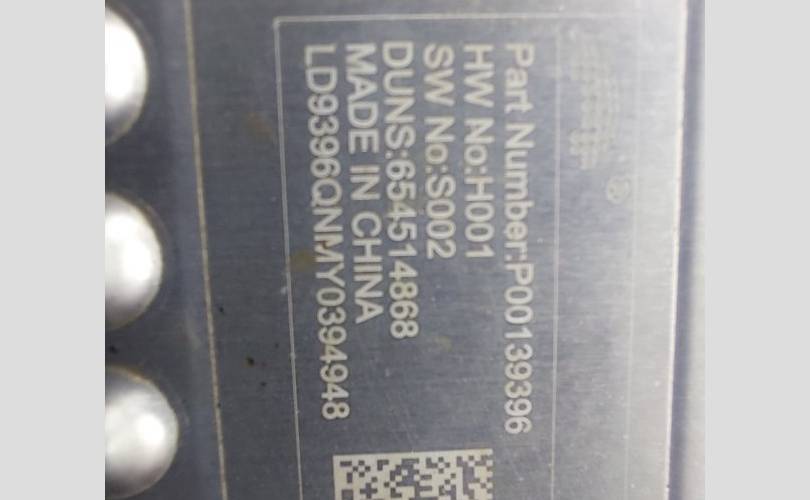 ®
Part Number:P00139396
HW No:H001
SW No:S002
DUNS:654514868
MADE IN CHINA
LD9396QNMY0394948